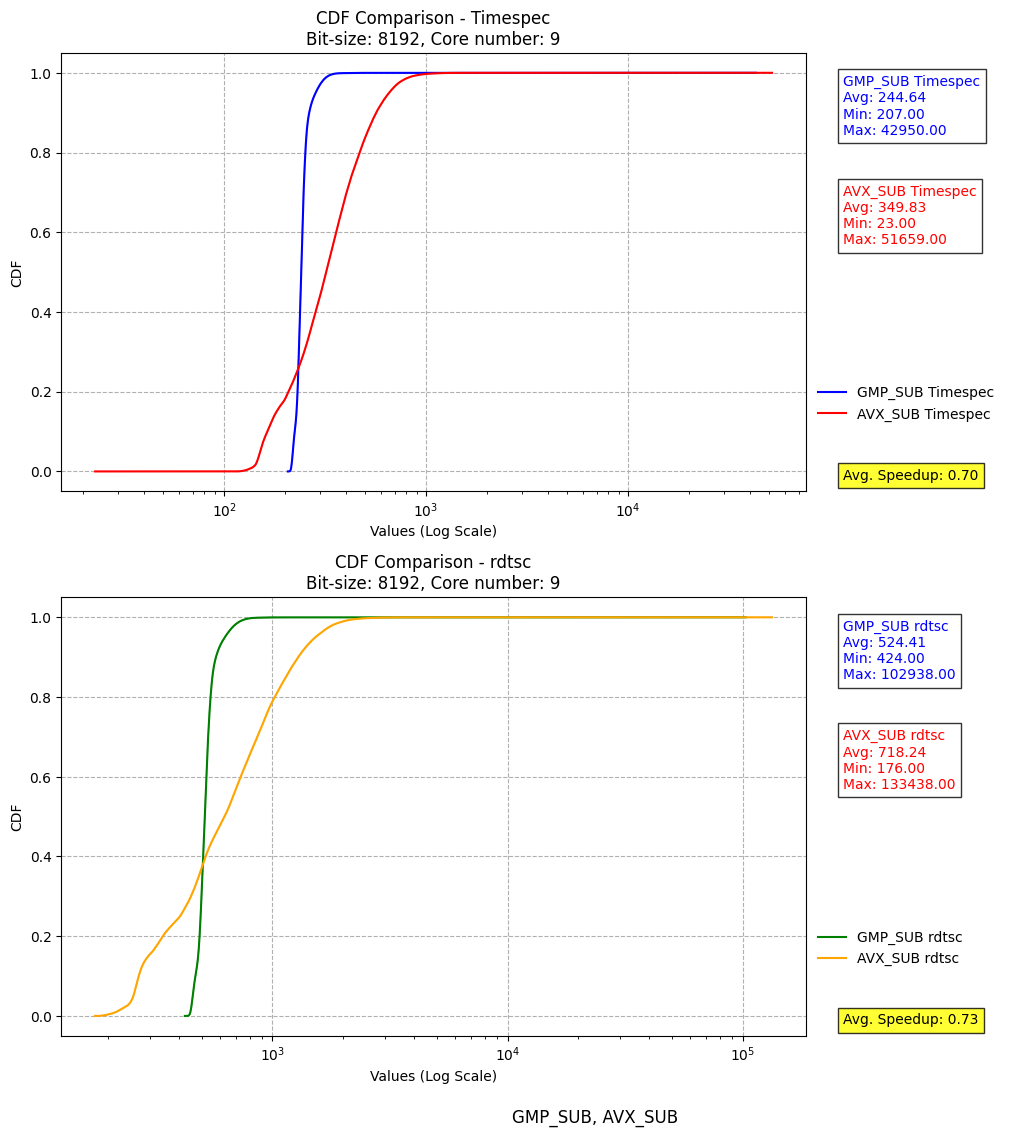 CDF Comparison - Timespec
Bit-size: 8192, Core number: 9
1.0
0.8
0.6
0.4
0.2
0.0
CDF
10²
10³
10⁴
Values (Log Scale)
GMP_SUB Timespec
Avg: 244.64
Min: 207.00
Max: 42950.00
AVX_SUB Timespec
Avg: 349.83
Min: 23.00
Max: 51659.00
GMP_SUB Timespec
AVX_SUB Timespec
Avg. Speedup: 0.70
CDF Comparison - rdtsc
Bit-size: 8192, Core number: 9
1.0
0.8
0.6
0.4
0.2
0.0
CDF
10³
10⁴
10⁵
Values (Log Scale)
GMP_SUB rdtsc
Avg: 524.41
Min: 424.00
Max: 102938.00
AVX_SUB rdtsc
Avg: 718.24
Min: 176.00
Max: 133438.00
GMP_SUB rdtsc
AVX_SUB rdtsc
Avg. Speedup: 0.73
GMP_SUB, AVX_SUB